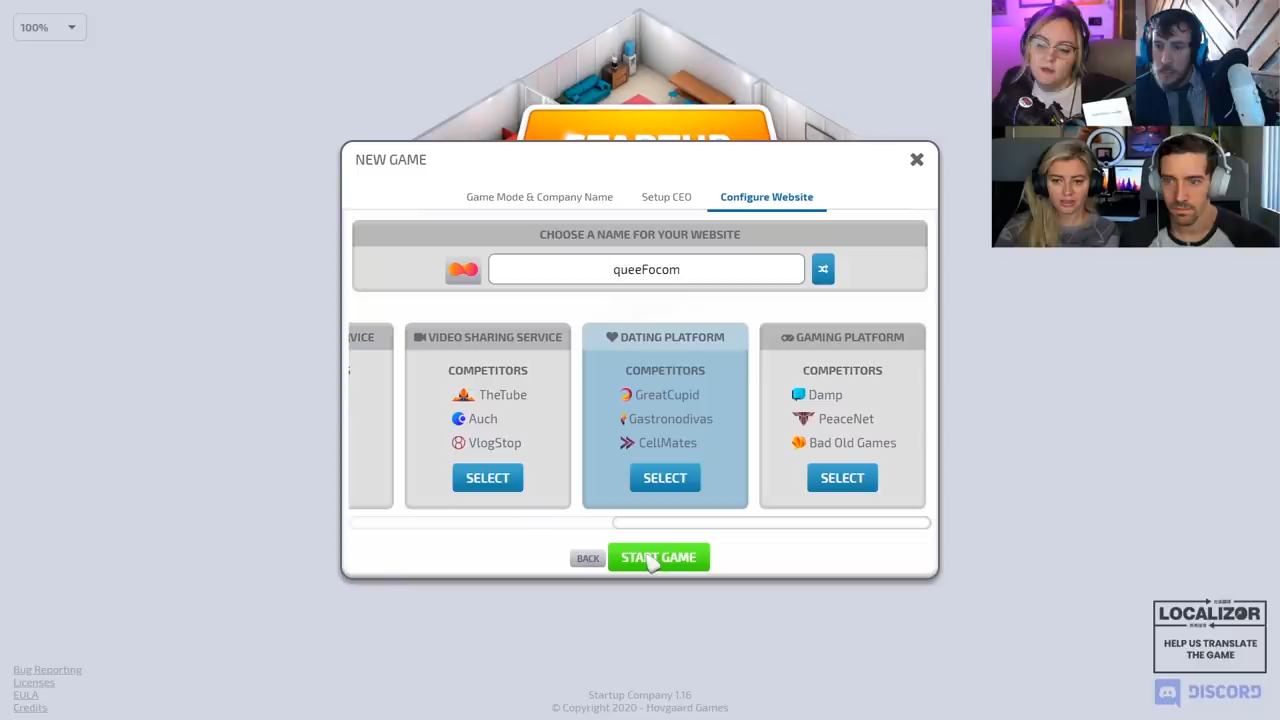 100%
STARTUP
NEW GAME
Game Mode & Company Name
Setup CEO
Configure Website
CHOOSE A NAME FOR YOUR WEBSITE
queeFocom
VICE
VIDEO SHARING SERVICE
COMPETITORS
TheTube
Auch
VlogStop
SELECT
DATING PLATFORM
COMPETITORS
GreatCupid
Gastronodivas
CellMates
SELECT
GAMING PLATFORM
COMPETITORS
Damp
PeaceNet
Bad Old Games
SELECT
BACK
START GAME
LOCALIZOR
HELP US TRANSLATE
THE GAME
DISCORD
Bug Reporting
Licenses
EULA
Credits
Startup Company 1.16
© Copyright 2020 - Hovgaard Games